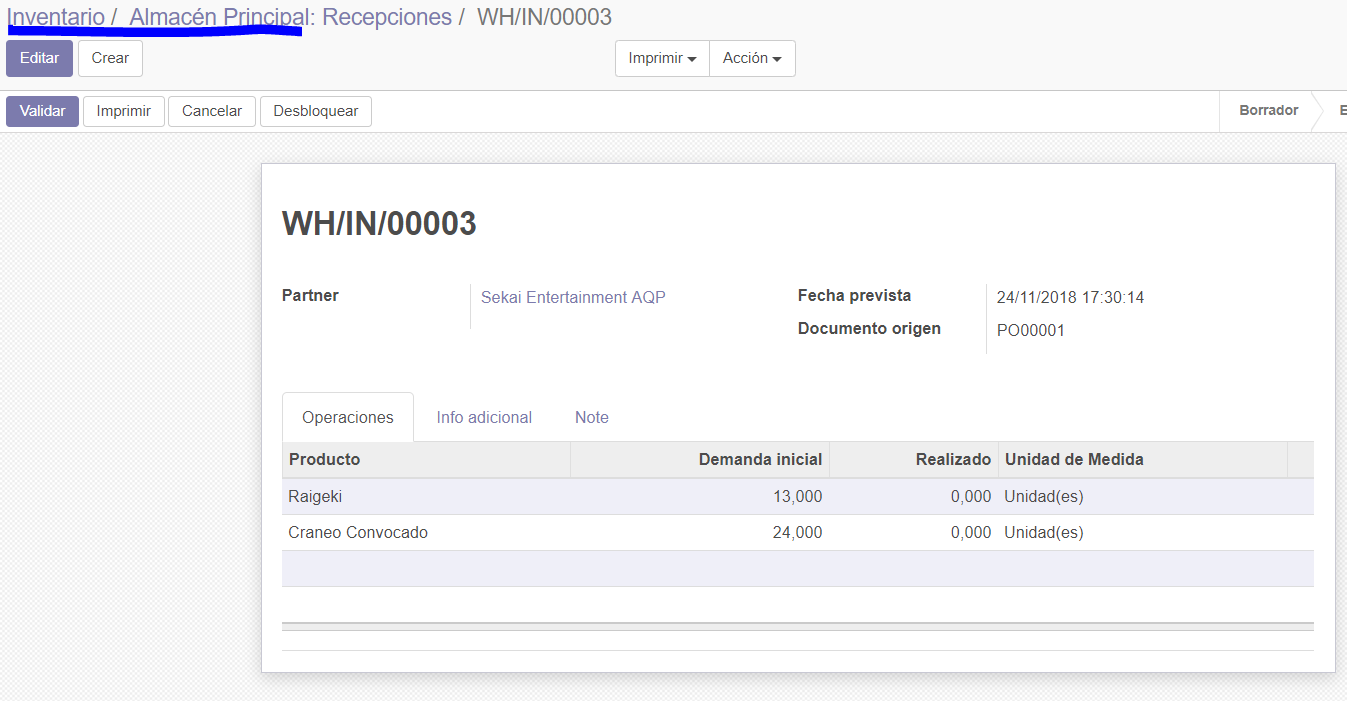 Inventario / Almacén Principal: Recepciones / WH/IN/00003
Editar Crear Imprimir Acción
Validar Imprimir Cancelar Desbloquear Borrador E
WH/IN/00003
Partner Sekai Entertainment AQP Fecha prevista 24/11/2018 17:30:14
Documento origen PO00001
Operaciones Info adicional Note
Producto Demanda inicial Realizado Unidad de Medida
Raigeki 13,000 0,000 Unidad(es)
Craneo Convocado 24,000 0,000 Unidad(es)